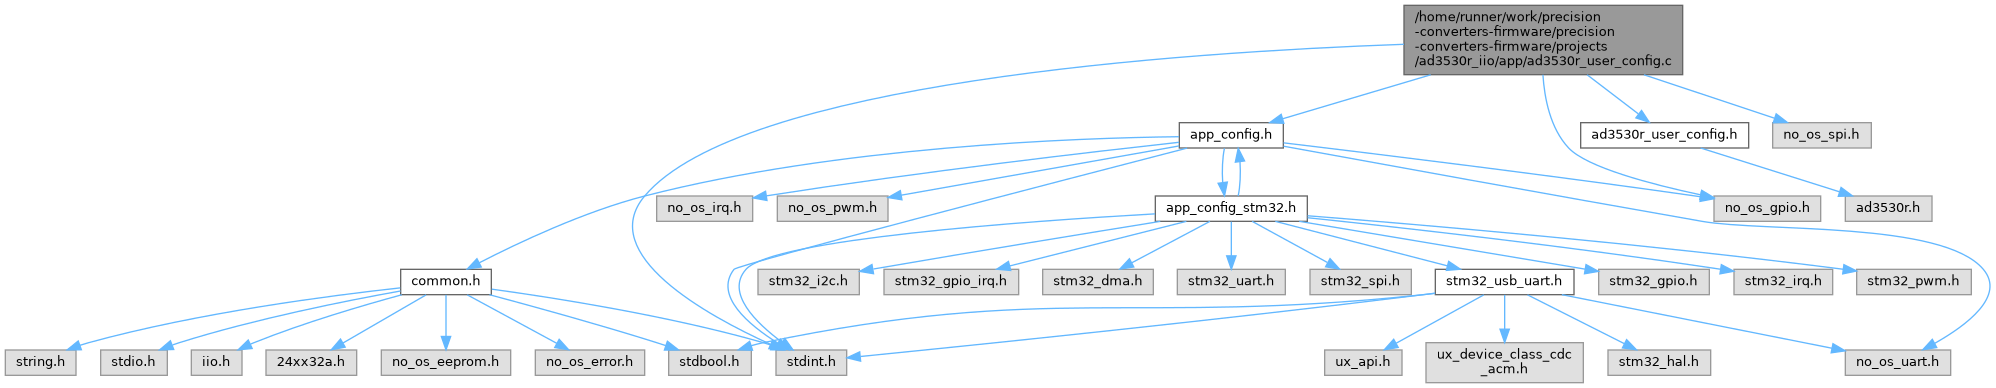 /home/runner/work/precision
-converters-firmware/precision
-converters-firmware/projects
/ad3530r_iio/app/ad3530r_user_config.c
app_config.h
ad3530r_user_config.h
no_os_spi.h
no_os_irq.h
no_os_pwm.h
app_config_stm32.h
no_os_gpio.h
ad3530r.h
common.h
stm32_i2c.h
stm32_gpio_irq.h
stm32_dma.h
stm32_uart.h
stm32_spi.h
stm32_usb_uart.h
stm32_gpio.h
stm32_irq.h
stm32_pwm.h
string.h
stdio.h
iio.h
24xx32a.h
no_os_eeprom.h
no_os_error.h
stdbool.h
stdint.h
ux_api.h
ux_device_class_cdc
_acm.h
stm32_hal.h
no_os_uart.h